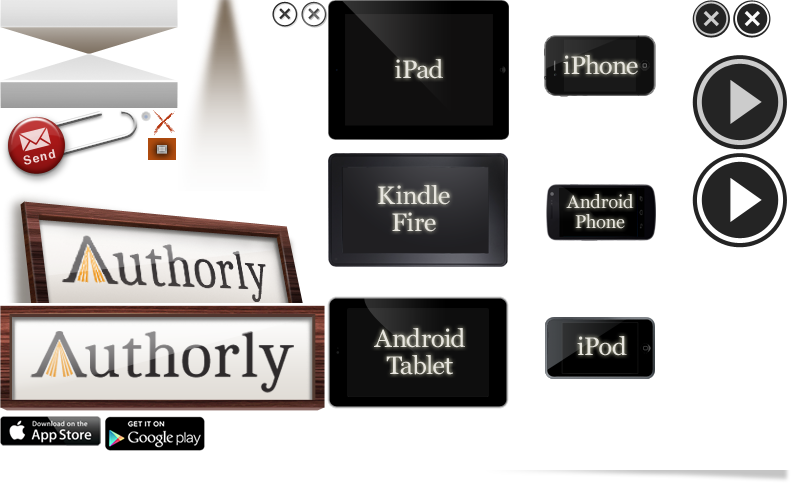 iPad
iPhone
Send
Kindle
Fire
Android
Phone
Authorly
Authorly
Android
Tablet
iPod
Download on the
App Store
GET IT ON
Google play